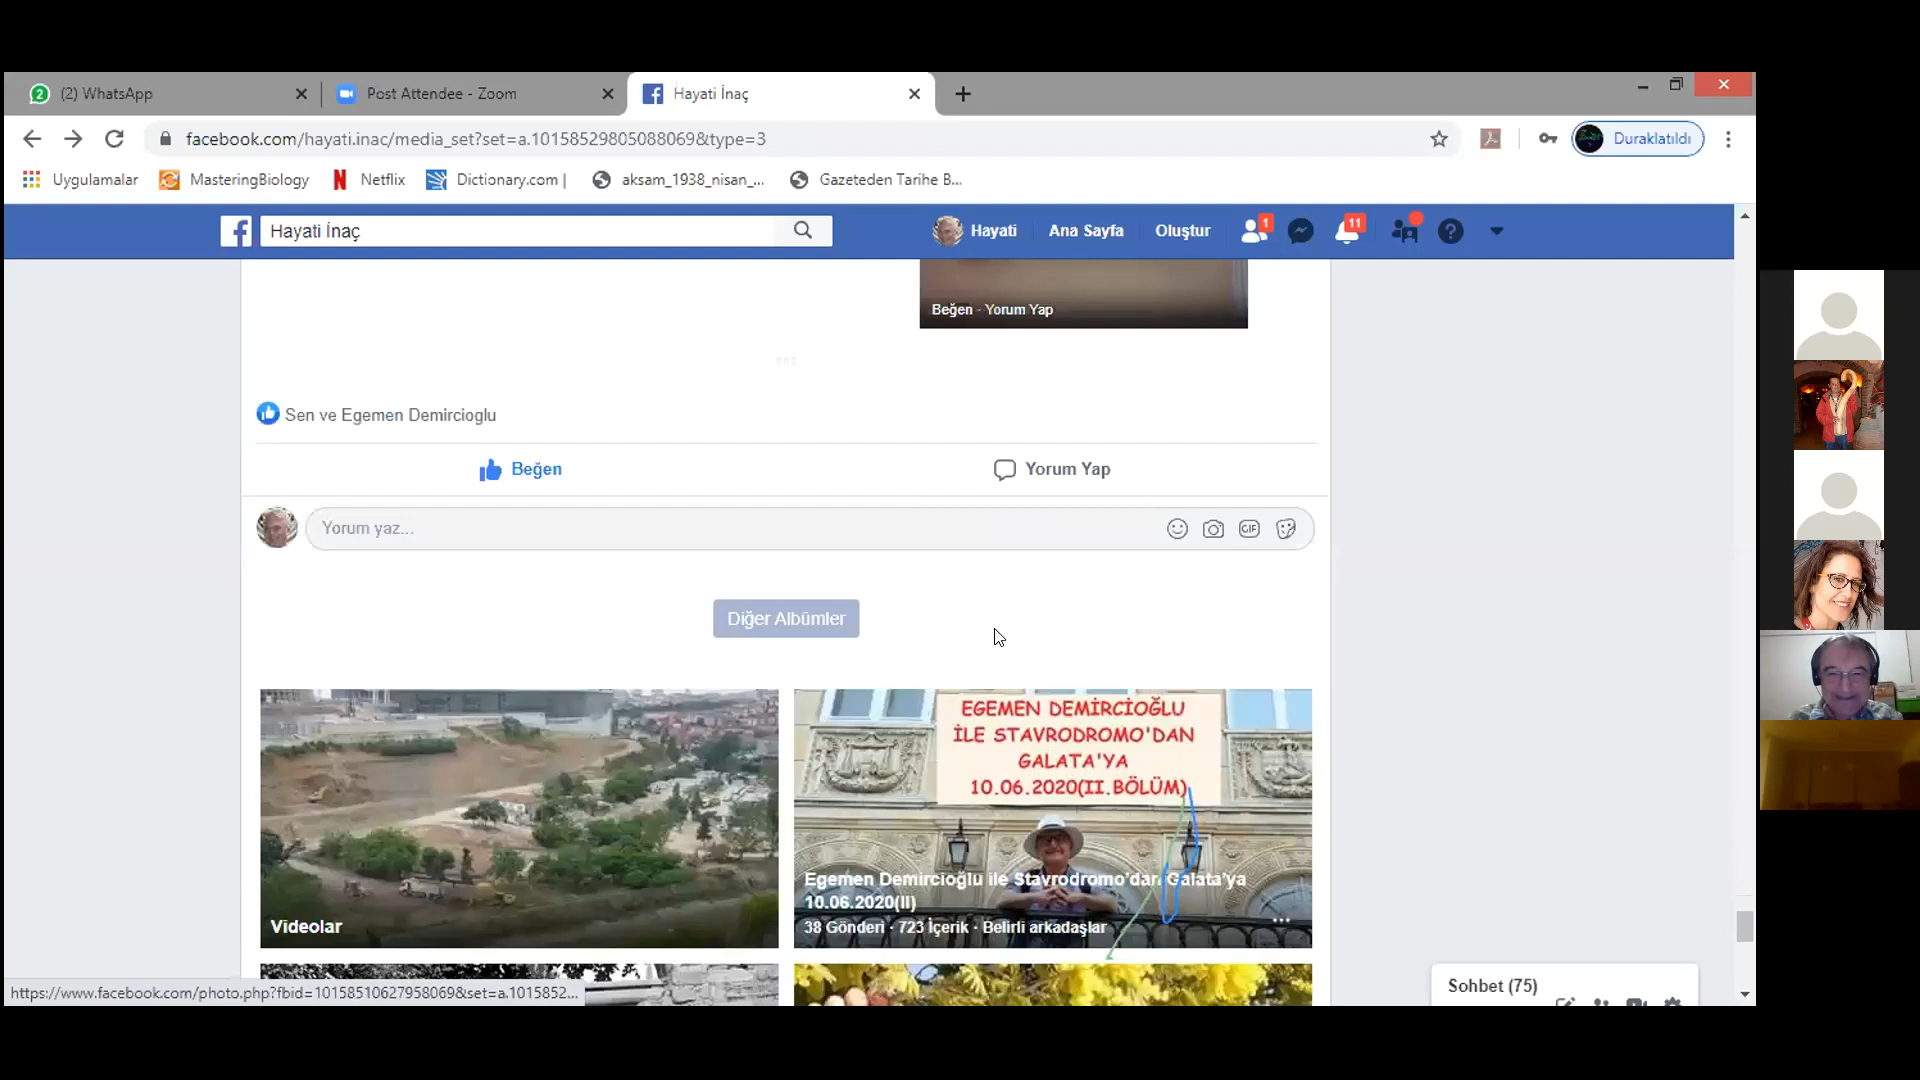 2
(2) WhatsApp
Post Attendee - Zoom
Hayati İnaç
facebook.com/hayati.inac/media_set?set=a.10158529805088069&type=3
Duraklatıldı
Uygulamalar
MasteringBiology
Netflix
Dictionary.com |
aksam_1938_nisan_...
Gazeteden Tarihe B...
Hayati İnaç
Hayati
Ana Sayfa
Oluştur
1
11
Beğen · Yorum Yap
Sen ve Egemen Demircioglu
Beğen
Yorum Yap
Yorum yaz...
GIF
Diğer Albümler
EGEMEN DEMİRCİOĞLU
İLE STAVRODROMO'DAN
GALATA'YA
10.06.2020(II.BÖLÜM)
Videolar
Egemen Demircioğlu ile Stavrodromo'dan Galata'ya
10.06.2020(II)
38 Gönderi · 723 İçerik · Belirli arkadaşlar
https://www.facebook.com/photo.php?fbid=10158510627958069&set=a.1015852...
Sohbet (75)